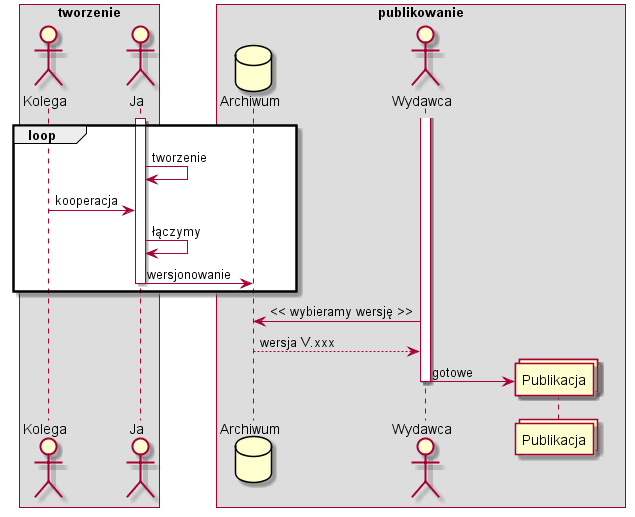 tworzenie
publikowanie
Kolega
Ja
Archiwum
Wydawca
loop
tworzenie
kooperacja
łączymy
wersjonowanie
<< wybieramy wersję >>
wersja V.xxx
gotowe
Publikacja
Kolega
Ja
Archiwum
Wydawca
Publikacja